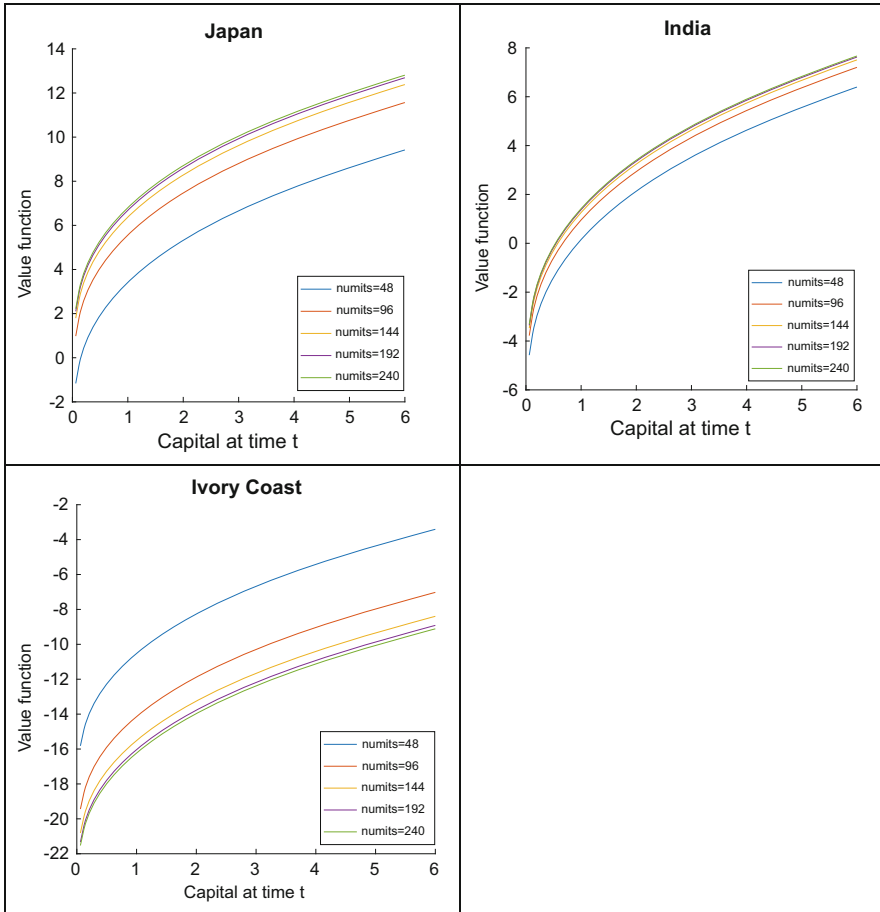 Japan
14
12
10
8
6
4
2
0
-2
Value function
0 1 2 3 4 5 6
Capital at time t
numits=48
numits=96
numits=144
numits=192
numits=240
India
8
6
4
2
0
-2
-4
-6
Value function
0 1 2 3 4 5 6
Capital at time t
numits=48
numits=96
numits=144
numits=192
numits=240
Ivory Coast
-2
-4
-6
-8
-10
-12
-14
-16
-18
-20
-22
Value function
0 1 2 3 4 5 6
Capital at time t
numits=48
numits=96
numits=144
numits=192
numits=240